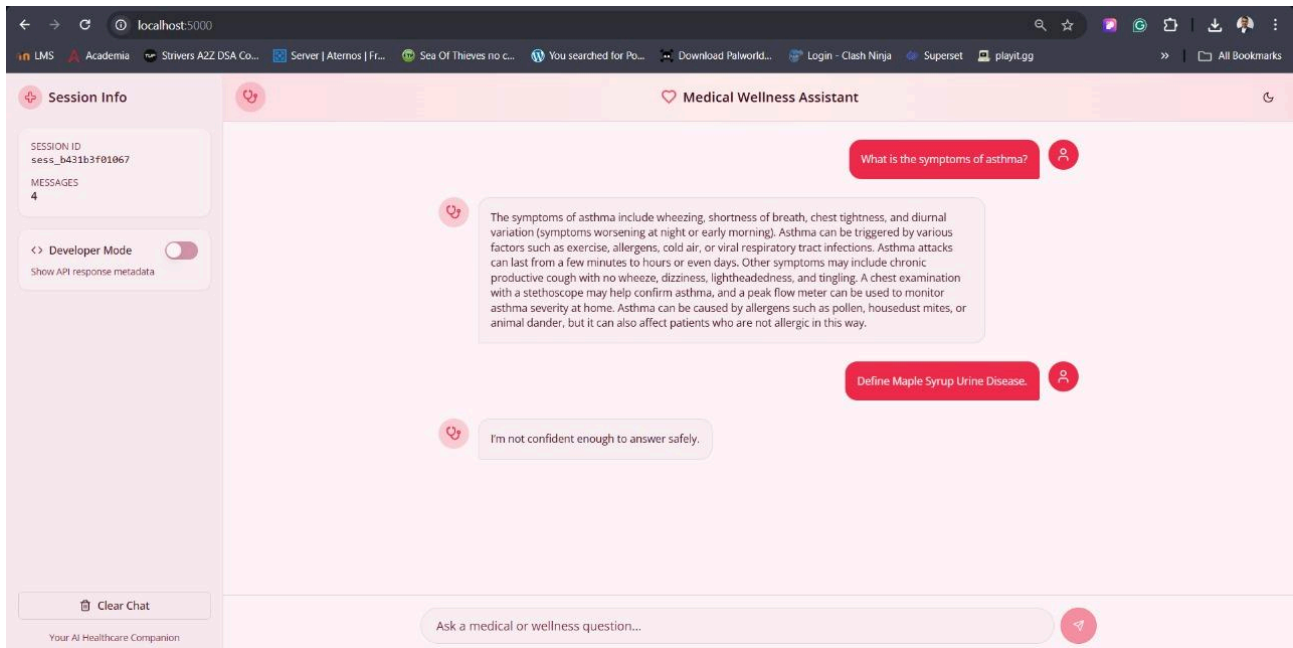 localhost:5000
in LMS
Academia
Strivers A2Z DSA Co...
Server | Aternos | Fr...
Sea Of Thieves no c...
You searched for Po...
Download Palworld...
Login - Clash Ninja
Superset
playit.gg
»
All Bookmarks
Session Info
Medical Wellness Assistant
SESSION ID
sess_b431b3f01067
MESSAGES
4
<> Developer Mode
Show API response metadata
What is the symptoms of asthma?
The symptoms of asthma include wheezing, shortness of breath, chest tightness, and diurnal
variation (symptoms worsening at night or early morning). Asthma can be triggered by various
factors such as exercise, allergens, cold air, or viral respiratory tract infections. Asthma attacks
can last from a few minutes to hours or even days. Other symptoms may include chronic
productive cough with no wheeze, dizziness, lightheadedness, and tingling. A chest examination
with a stethoscope may help confirm asthma, and a peak flow meter can be used to monitor
asthma severity at home. Asthma can be caused by allergens such as pollen, housedust mites, or
animal dander, but it can also affect patients who are not allergic in this way.
Define Maple Syrup Urine Disease.
I'm not confident enough to answer safely.
Clear Chat
Your AI Healthcare Companion
Ask a medical or wellness question...